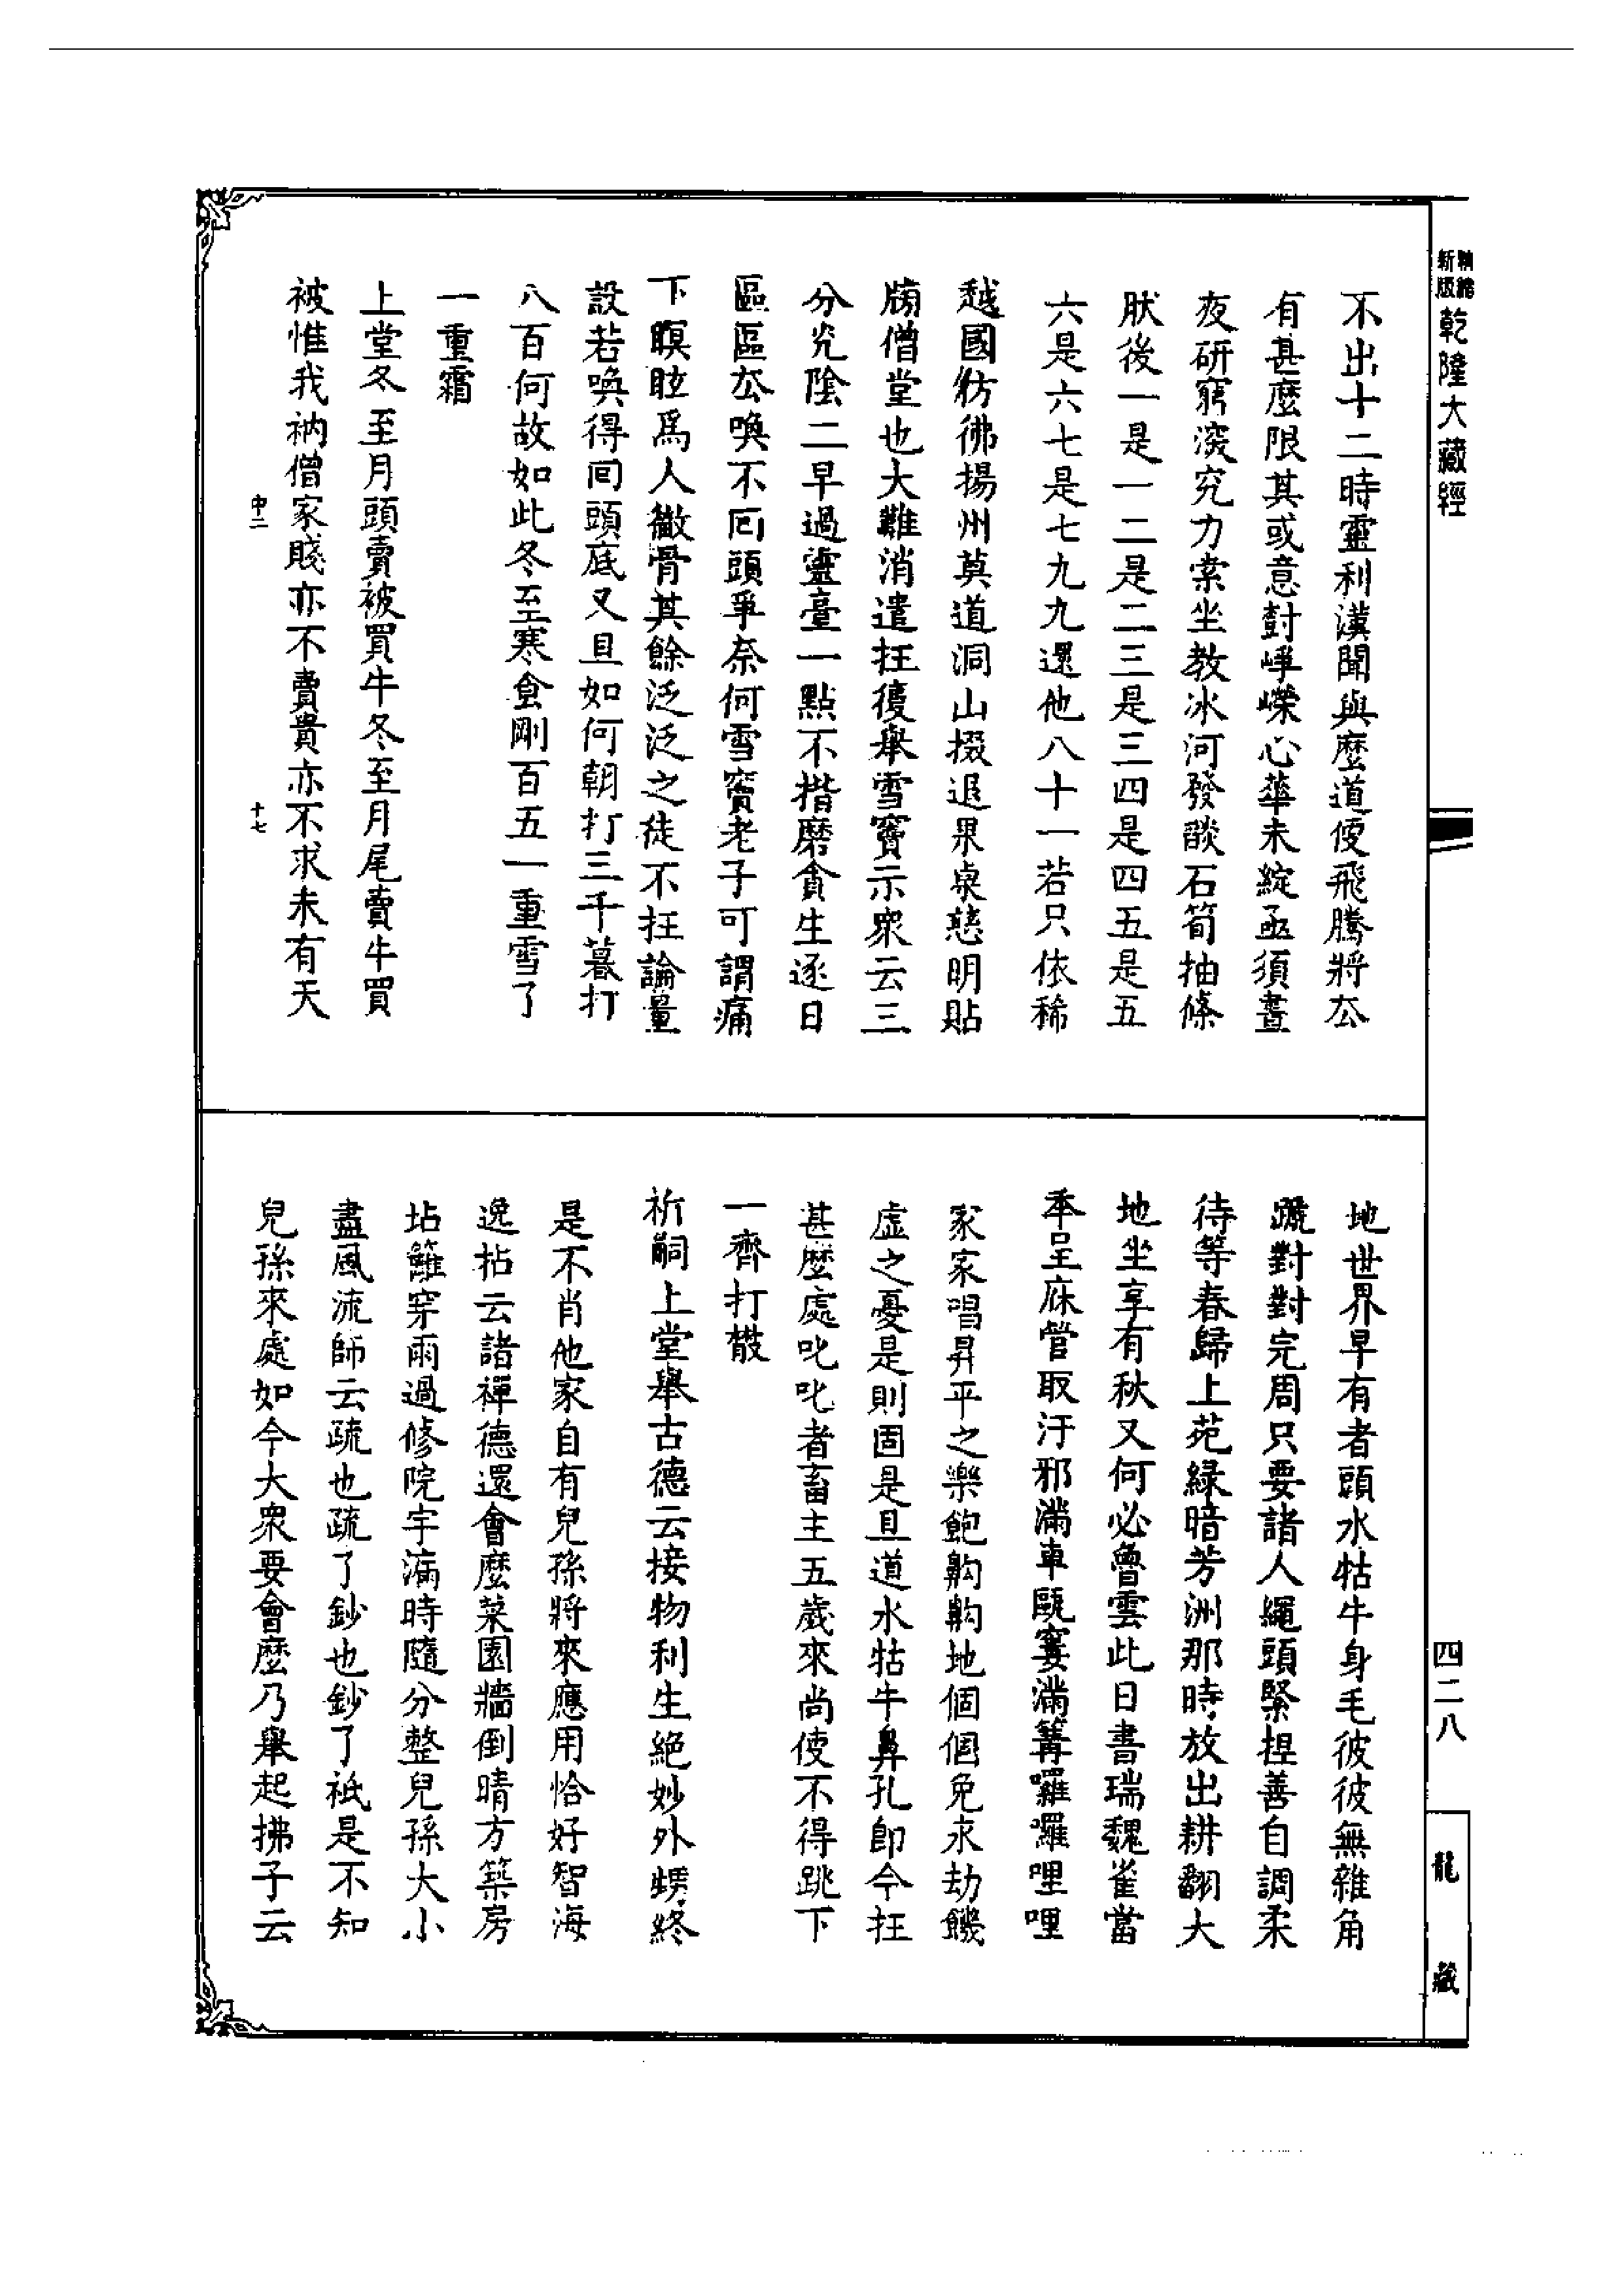 新版
精縮
乾隆大藏經
不出十二時靈利漢聞與麼道便飛騰將厺
有甚麼限其或意對崢嶸心華未綻亟須晝
夜研窮深究力索坐教冰河發燄石筍抽條
肰後一是一二是二三是三四是四五是五
六是六七是七九九還他八十一若只依稀
越國彷彿揚州莫道洞山掇退果桌慈明貼
牓僧堂也大難消遣抂復舉雪竇示眾云三
分光陰二早過靈臺一點不揩磨貪生逐日
區區厺喚不囘頭爭奈何雪竇老子可謂痛
下瞑眩爲人徹骨其餘泛泛之徒不抂論量
設若喚得囘頭底又且如何朝打三千暮打
八百何故如此冬至寒食剛百五一重雪了
一重霜
上堂冬至月頭賣被買牛冬至月尾賣牛買
被惟我衲僧家賤亦不賣貴亦不求未有天
中二
十七
地世界早有者頭水牯牛身毛彼彼無雜角
蹏對對完周只要諸人繩頭緊捏善自調柔
待等春歸上苑綠暗芳洲那時放出耕翻大
地坐享有秋又何必魯雲此日書瑞魏雀當
年呈庥管取汙邪滿車甌窶滿篝囉囉哩哩
家家唱昇平之樂飽齁齁地個個免永劫饑
虛之憂是則固是且道水牯牛鼻孔卽今抂
甚麼處叱叱者畜主五歲來尚使不得跳下
一齊打㪚
祈嗣上堂舉古德云接物利生絕妙外甥終
是不肖他家自有兒孫將來應用恰好智海
逸拈云諸禪德還會麼菜園牆倒晴方築房
坫籬穿雨過修院宇漏時隨分整兒孫大小
盡風流師云疏也疏了鈔也鈔了祇是不知
兒孫來處如今大眾要會麼乃舉起拂子云
四二八
龍藏